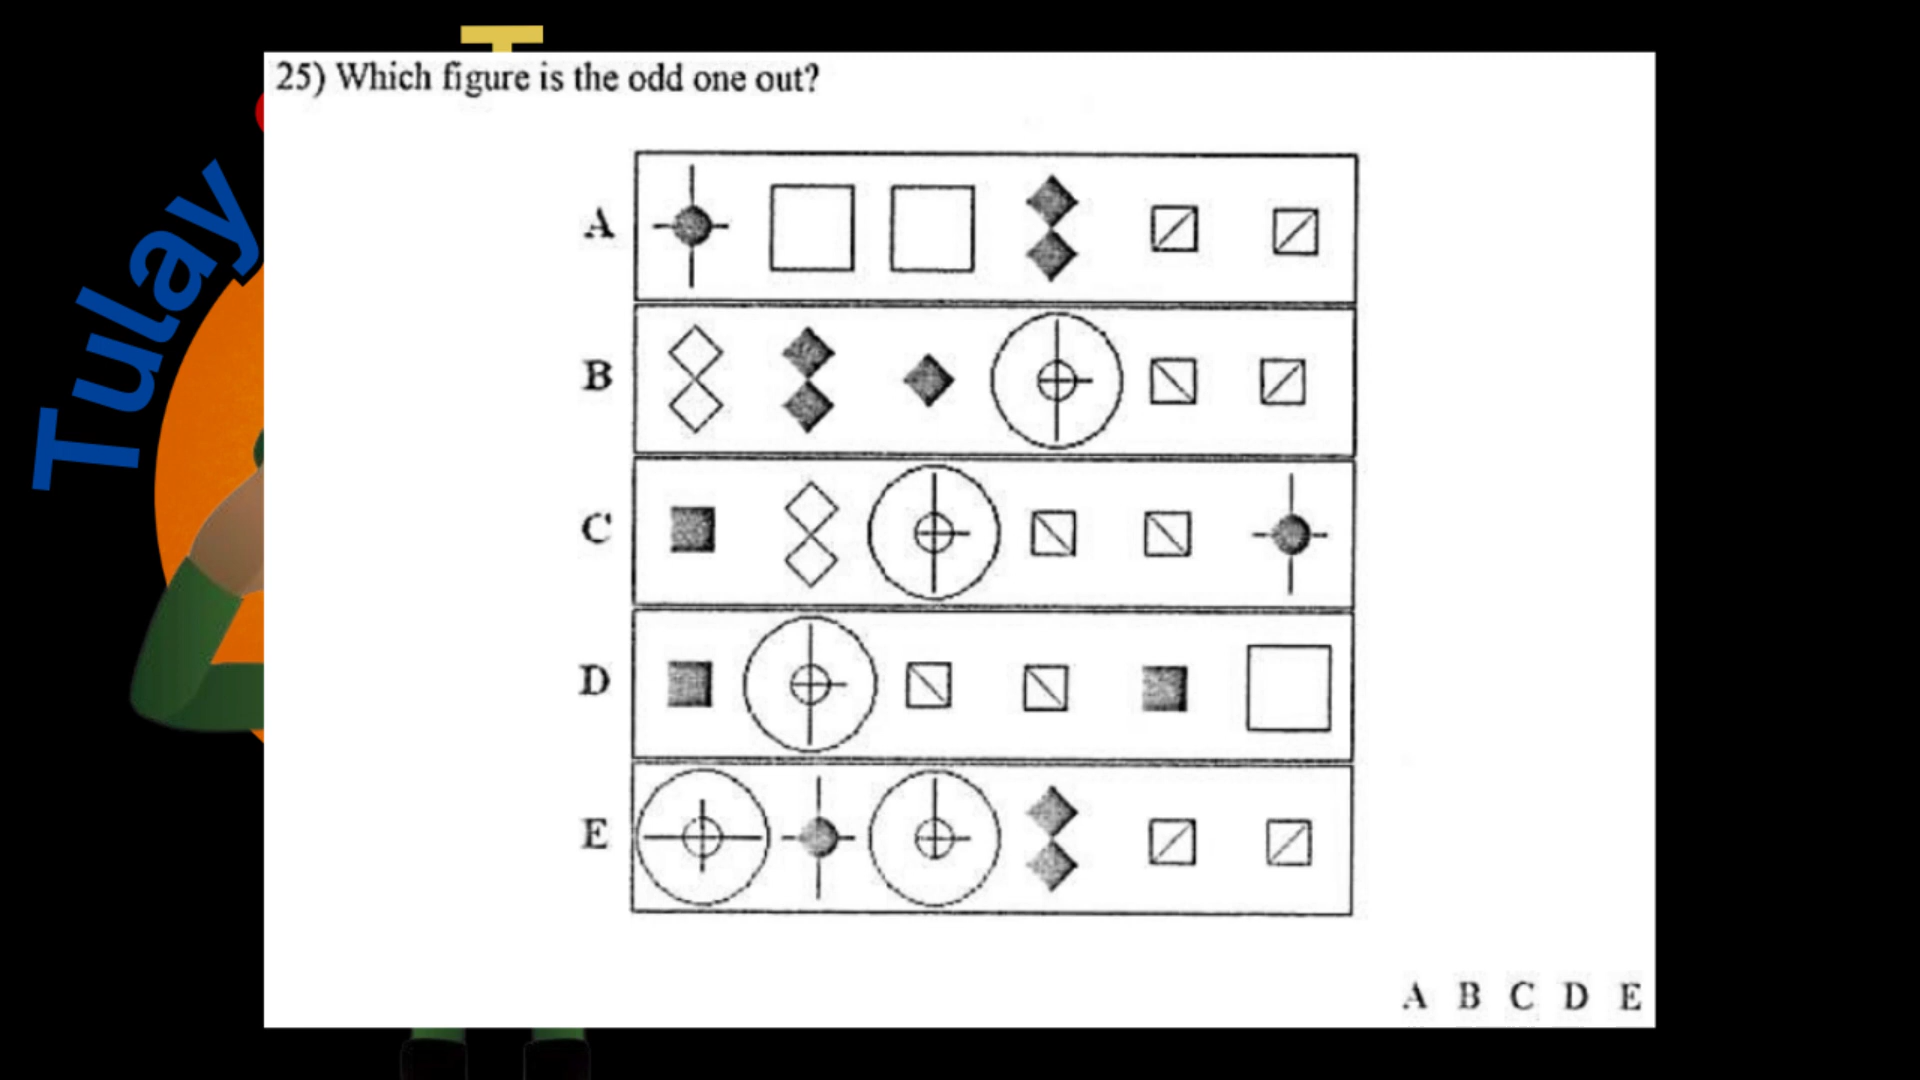 T
Tulay
25) Which figure is the odd one out?
A
B
C
D
E
A B C D E